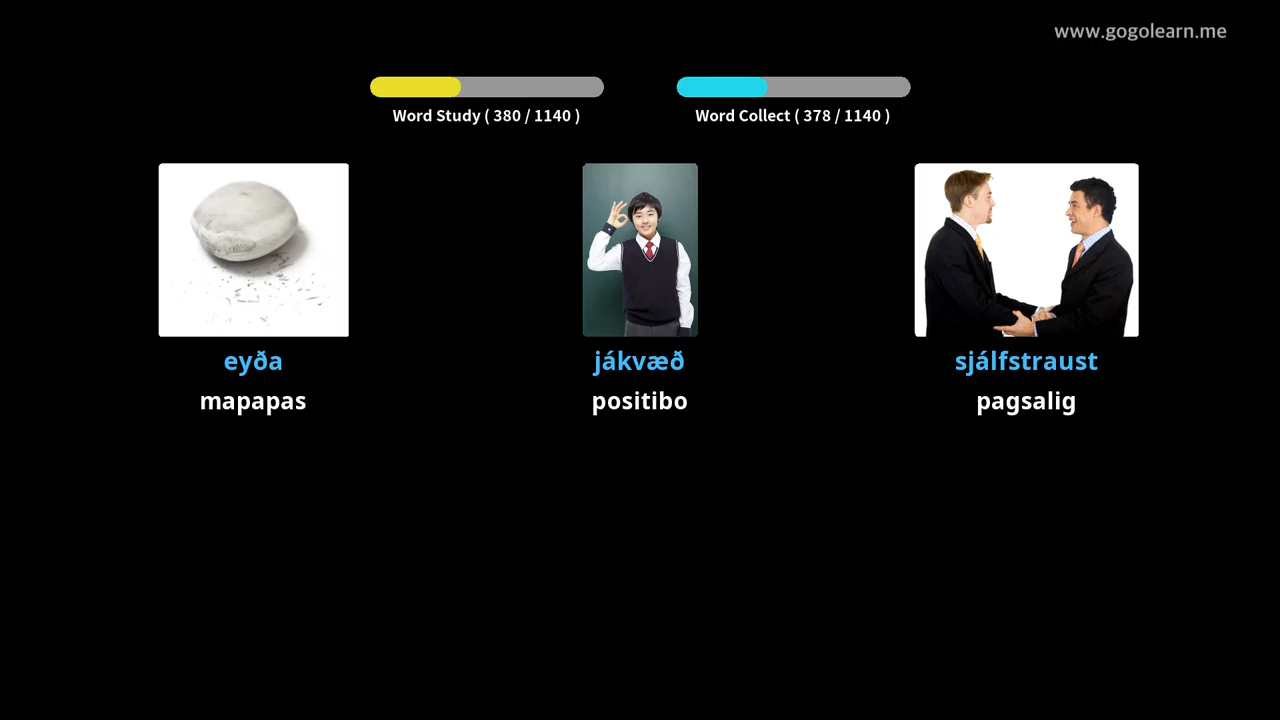 www.gogolearn.me
Word Study ( 380 / 1140 )
Word Collect ( 378 / 1140 )
eyða
jákvæð
sjálfstraust
mapapas
positibo
pagsalig